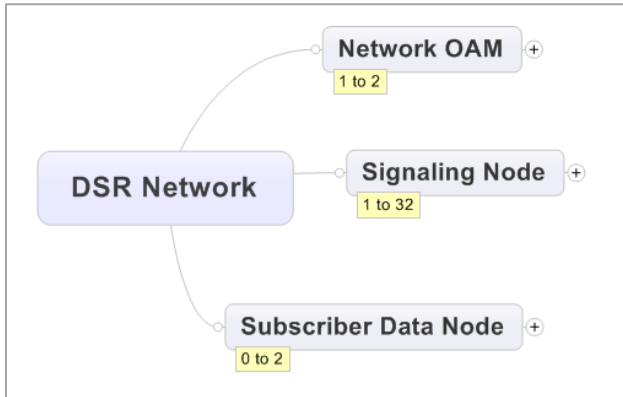 Network OAM
1 to 2
DSR Network
Signaling Node
1 to 32
Subscriber Data Node
0 to 2